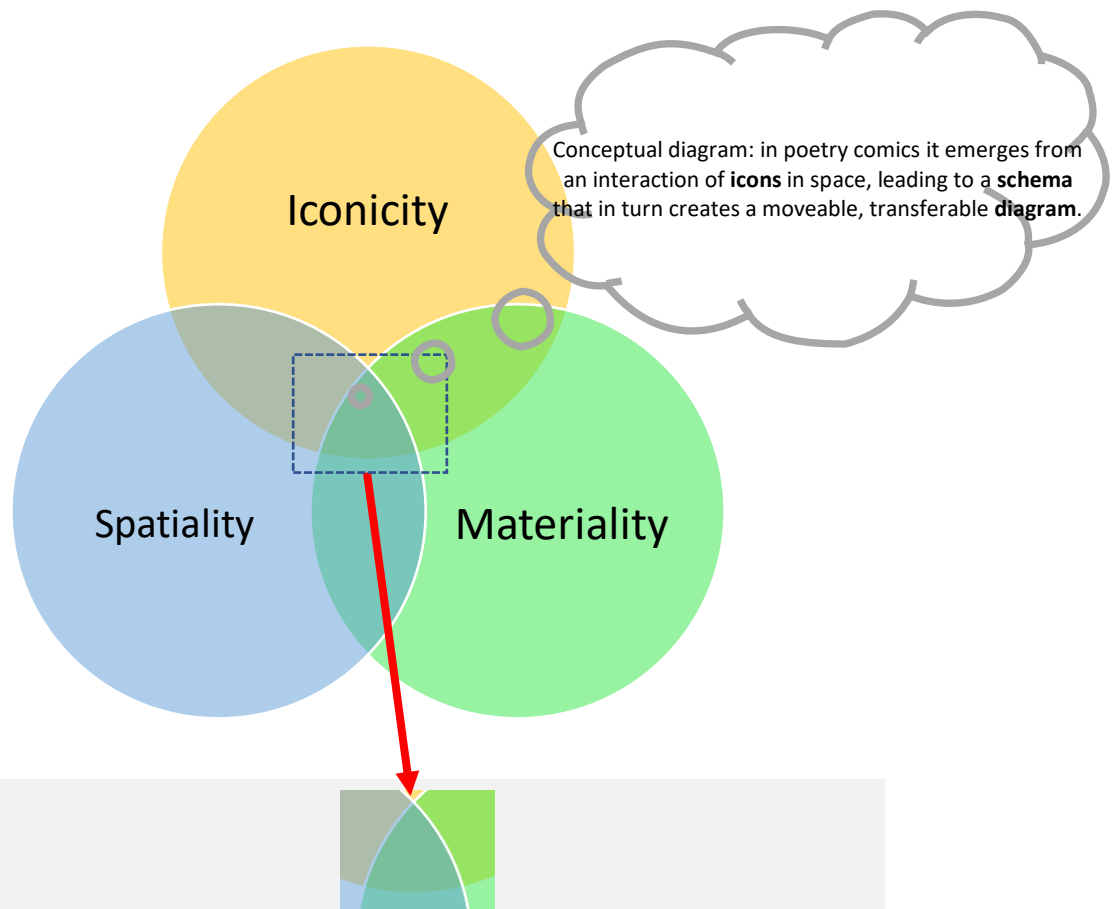 Conceptual diagram: in poetry comics it emerges from
an interaction of icons in space, leading to a schema
that in turn creates a moveable, transferable diagram.
Iconicity
Spatiality
Materiality